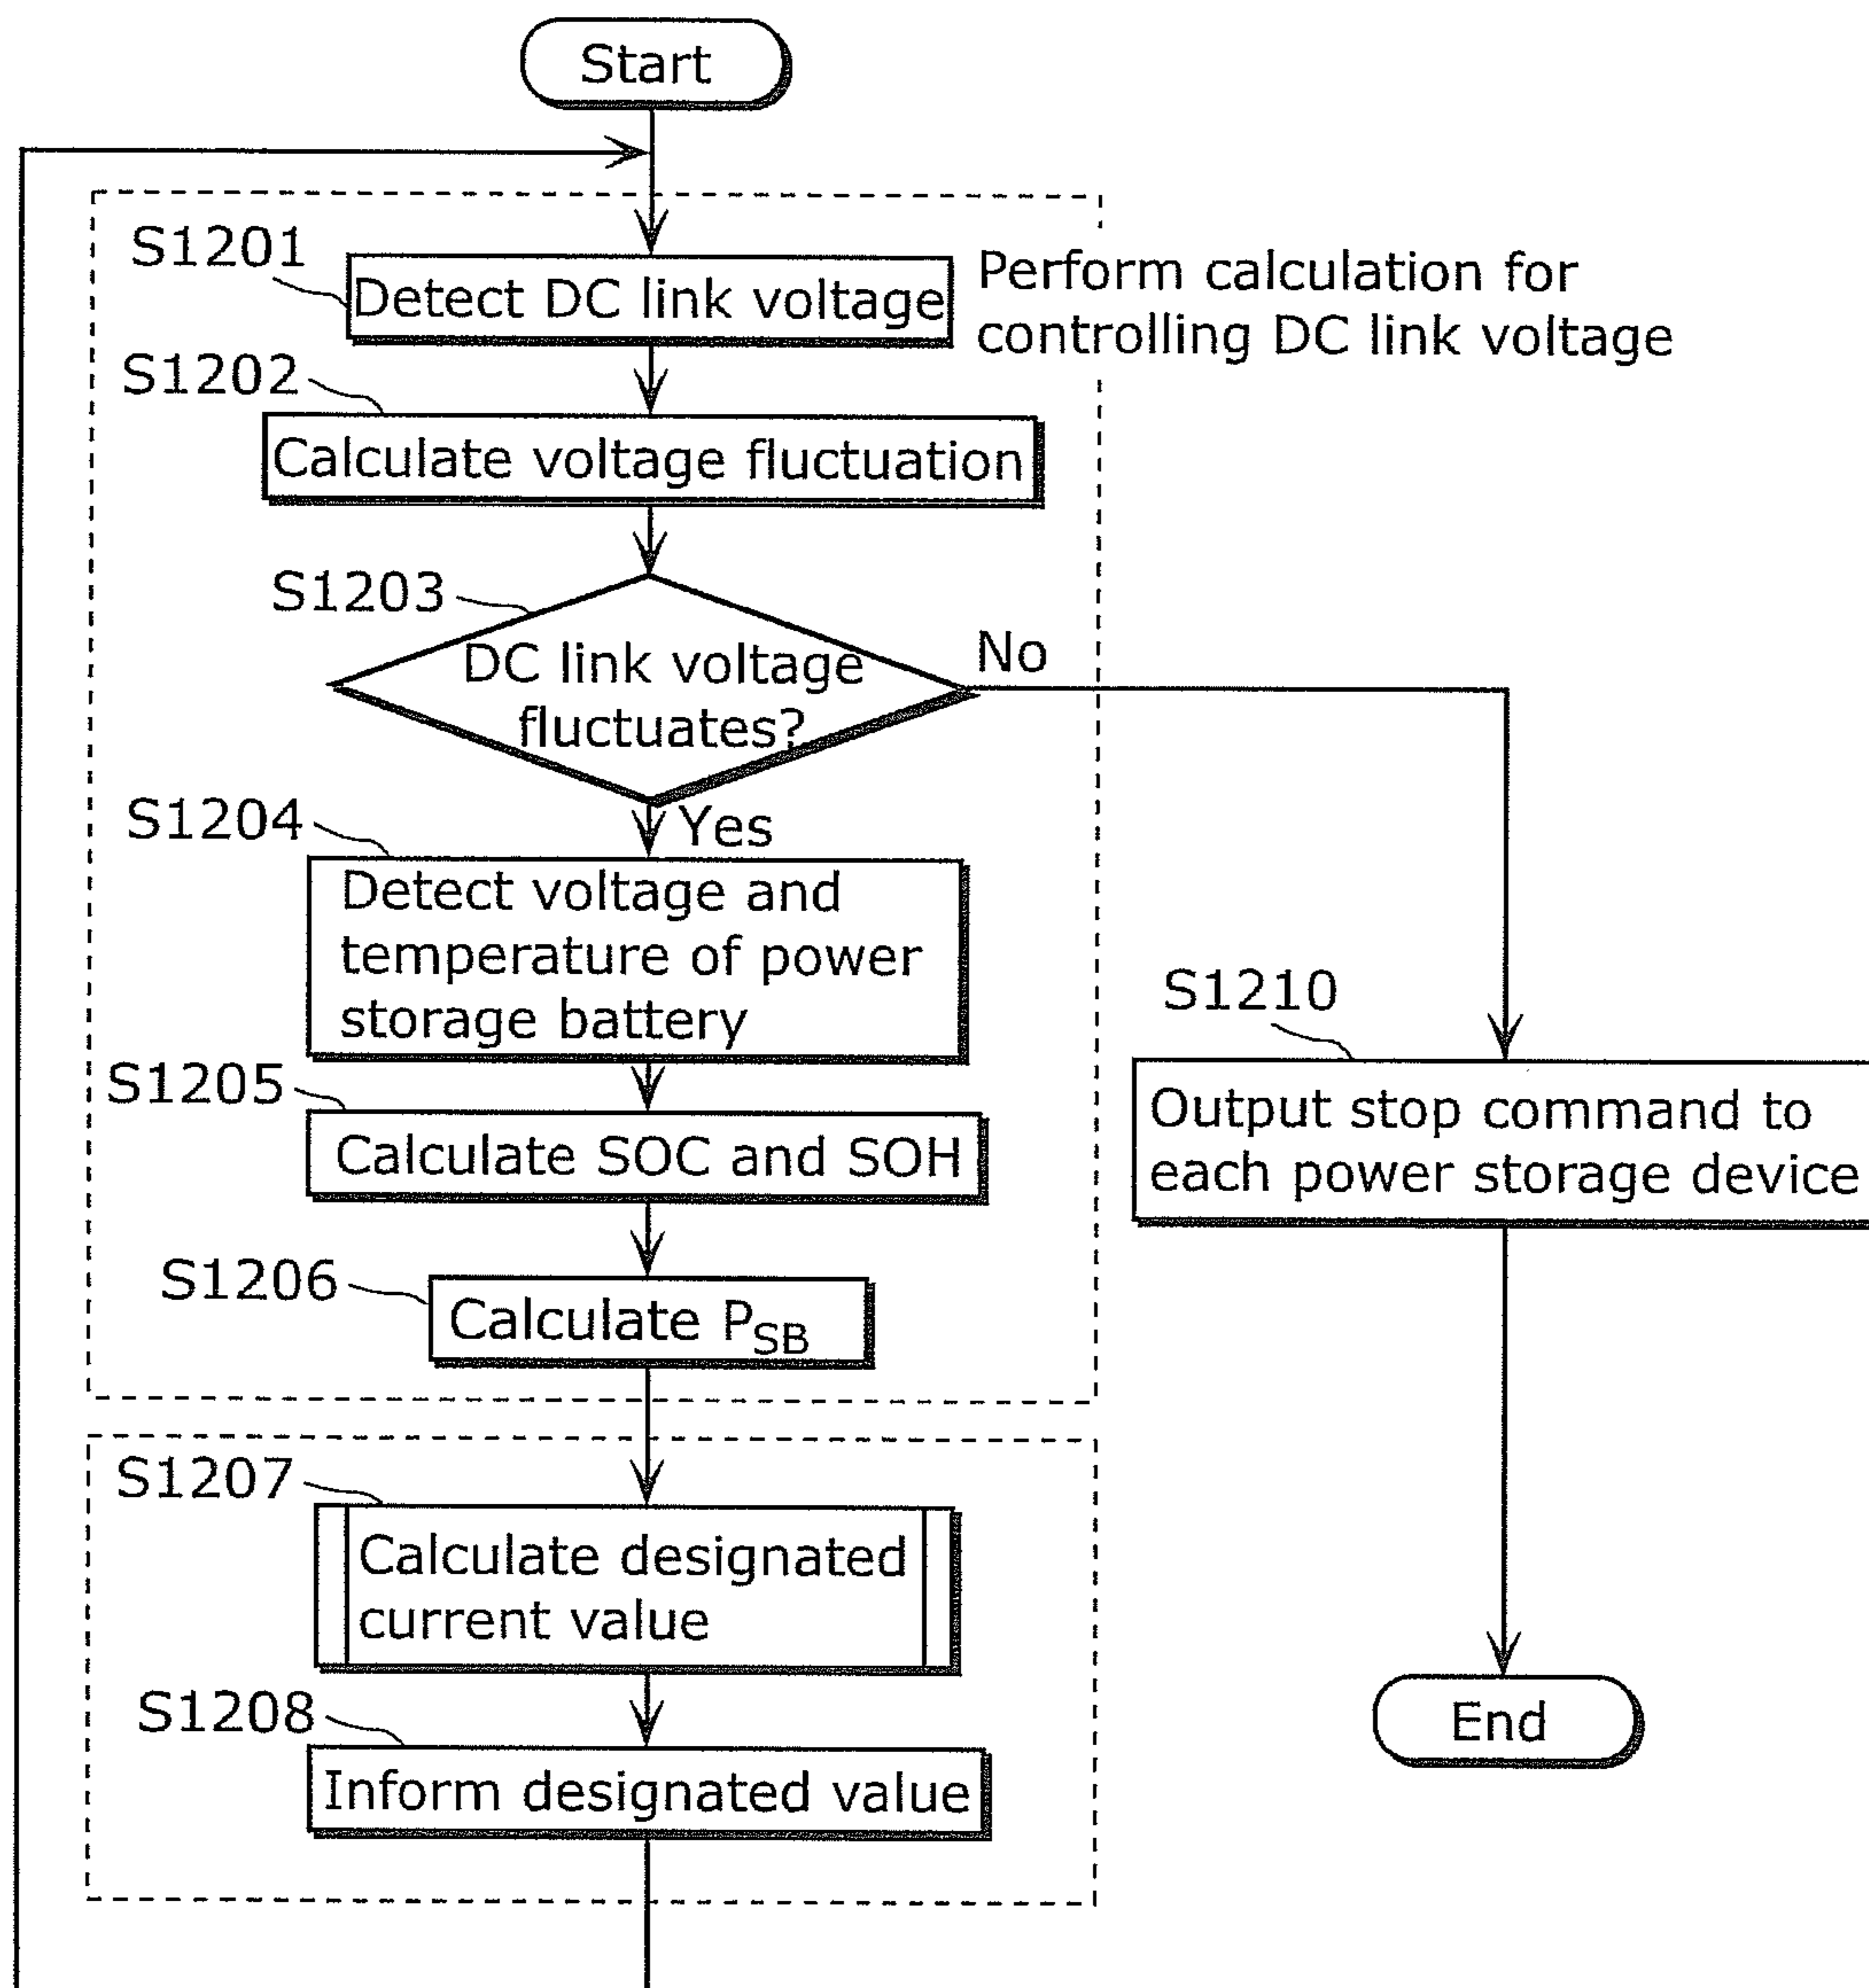 Start
S1201
Detect DC link voltage
Perform calculation for
controlling DC link voltage
S1202
Calculate voltage fluctuation
S1203
DC link voltage
fluctuates?
No
Yes
S1204
Detect voltage and
temperature of power
storage battery
S1205
Calculate SOC and SOH
S1206
Calculate PSB
S1210
Output stop command to
each power storage device
S1207
Calculate designated
current value
S1208
Inform designated value
End